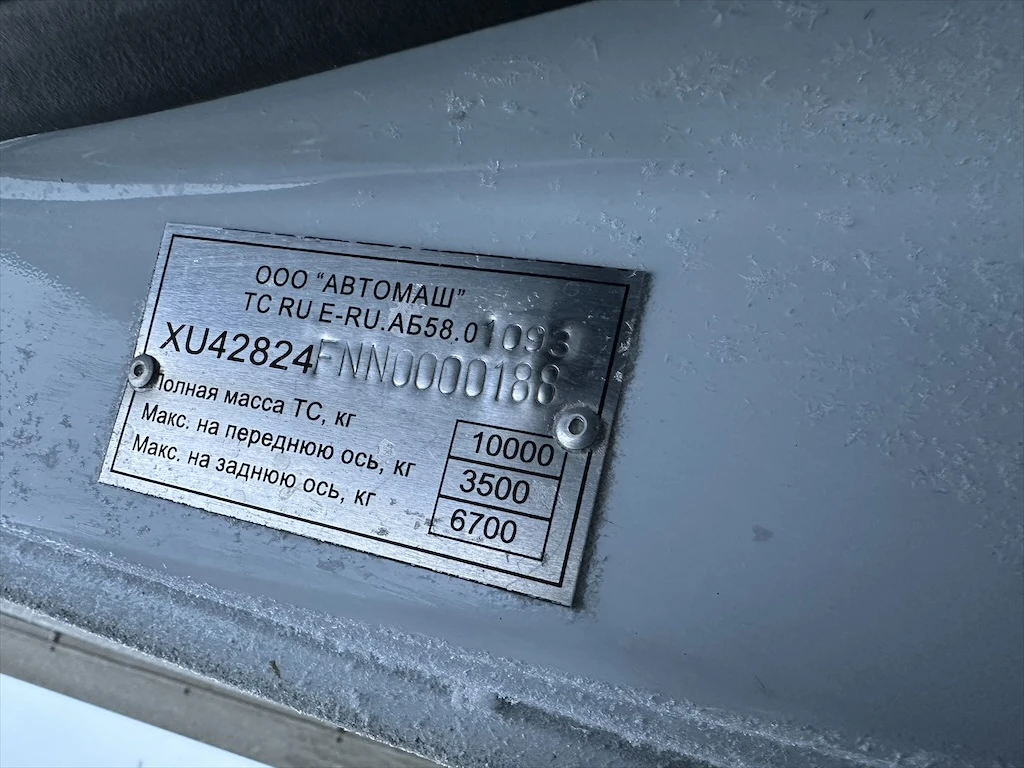 ООО “АВТОМАШ”
ТС RU Е-RU.АБ58.01093
XU42824FNN0000188
Полная масса ТС, кг 10000
Макс. на переднюю ось, кг 3500
Макс. на заднюю ось, кг 6700